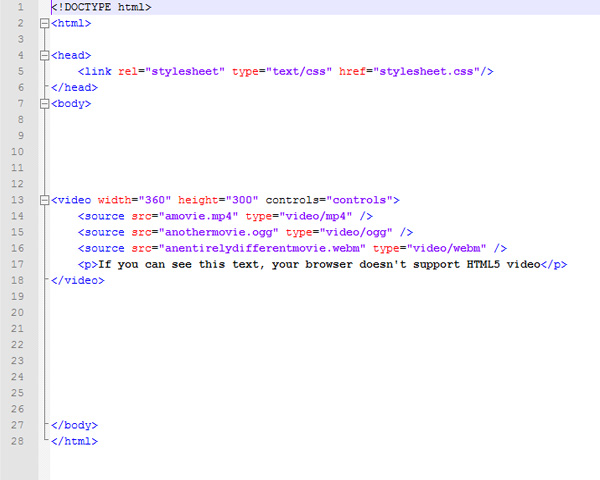 1 <!DOCTYPE html>
2 <html>
3
4 <head>
5 <link rel="stylesheet" type="text/css" href="stylesheet.css"/>
6 </head>
7 <body>
8
9
10
11
12
13 <video width="360" height="300" controls="controls">
14 <source src="amovie.mp4" type="video/mp4" />
15 <source src="anothermovie.ogg" type="video/ogg" />
16 <source src="anentirelydifferentmovie.webm" type="video/webm" />
17 <p>If you can see this text, your browser doesn't support HTML5 video</p>
18 </video>
19
20
21
22
23
24
25
26
27 </body>
28 </html>